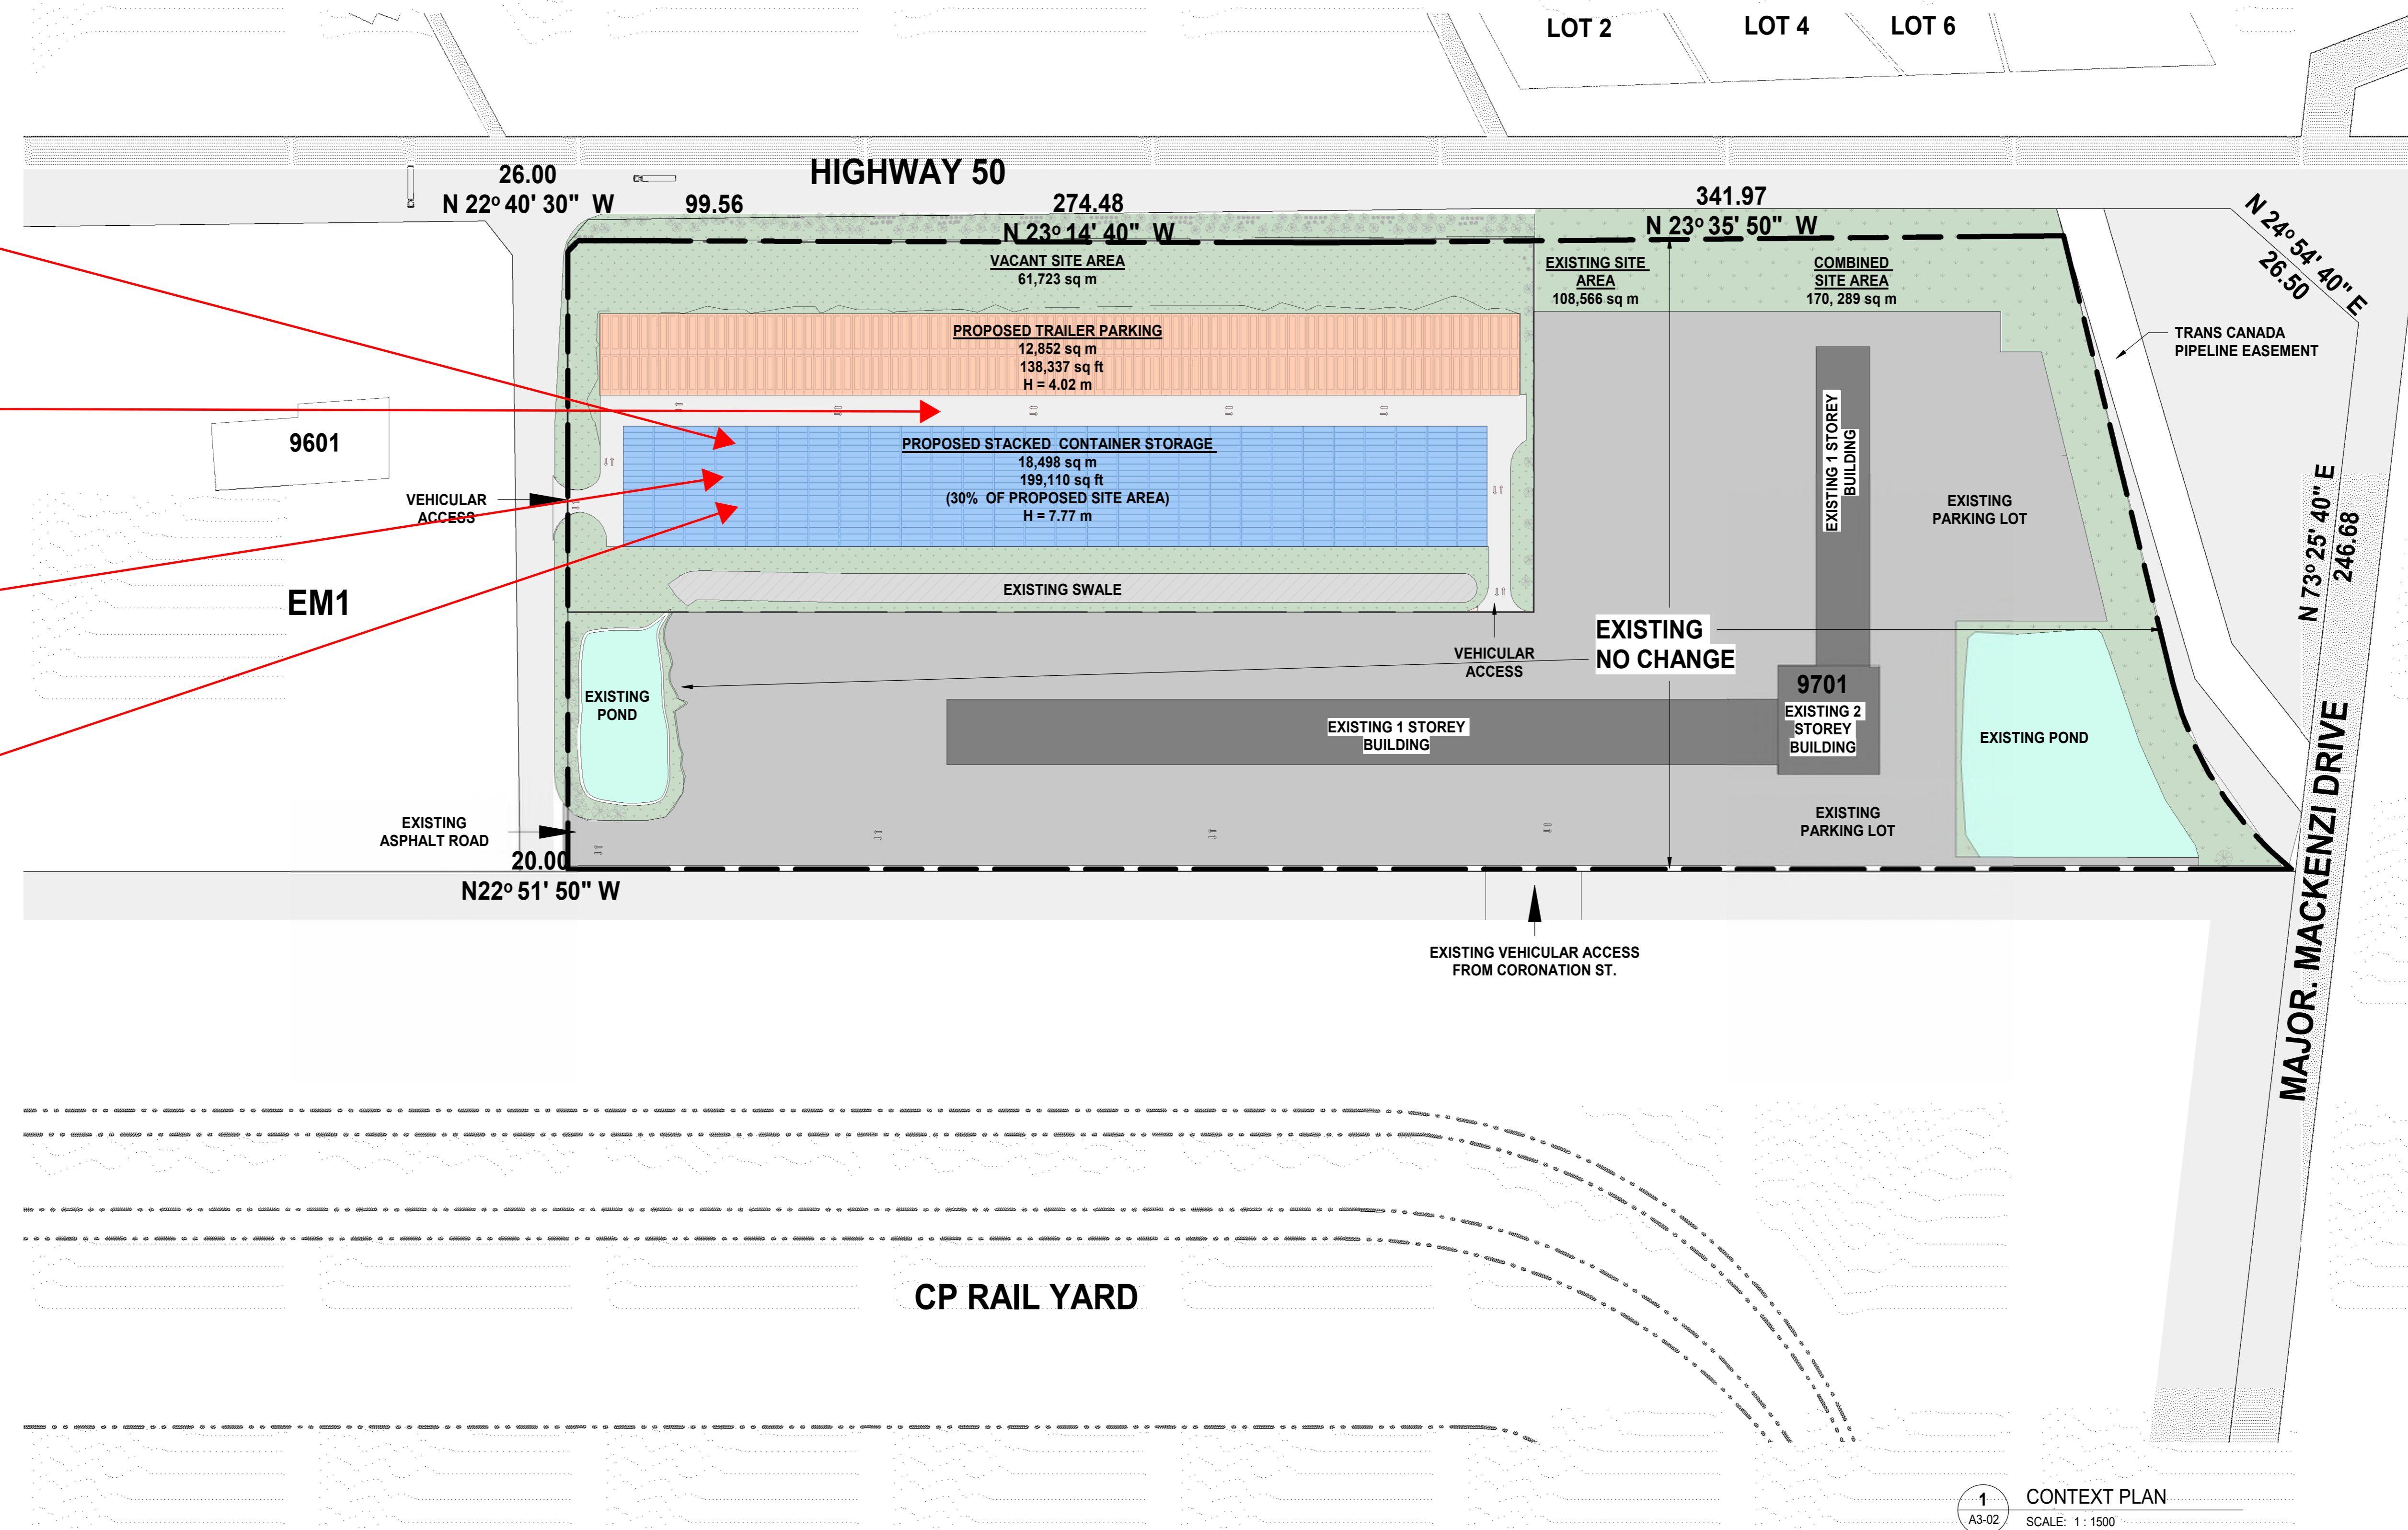 LOT 2
LOT 4
LOT 6
HIGHWAY 50
26.00
N 22º 40' 30" W
99.56
274.48
N 23º 14' 40" W
341.97
N 23º 35' 50" W
N 24º 54' 40" E
26.50
VACANT SITE AREA
61,723 sq m
EXISTING SITE
AREA
108,566 sq m
COMBINED
SITE AREA
170, 289 sq m
TRANS CANADA
PIPELINE EASEMENT
PROPOSED TRAILER PARKING
12,852 sq m
138,337 sq ft
H = 4.02 m
9601
PROPOSED STACKED CONTAINER STORAGE
18,498 sq m
199,110 sq ft
(30% OF PROPOSED SITE AREA)
H = 7.77 m
EXISTING 1 STOREY
BUILDING
EXISTING
PARKING LOT
VEHICULAR
ACCESS
N 73º 25' 40" E
246.68
EM1
EXISTING SWALE
EXISTING
NO CHANGE
VEHICULAR
ACCESS
EXISTING
POND
9701
EXISTING 2
STOREY
BUILDING
EXISTING 1 STOREY
BUILDING
EXISTING POND
EXISTING
PARKING LOT
EXISTING
ASPHALT ROAD
20.00
N22º 51' 50" W
MAJOR. MACKENZI DRIVE
EXISTING VEHICULAR ACCESS
FROM CORONATION ST.
CP RAIL YARD
1
A3-02
CONTEXT PLAN
SCALE: 1 : 1500